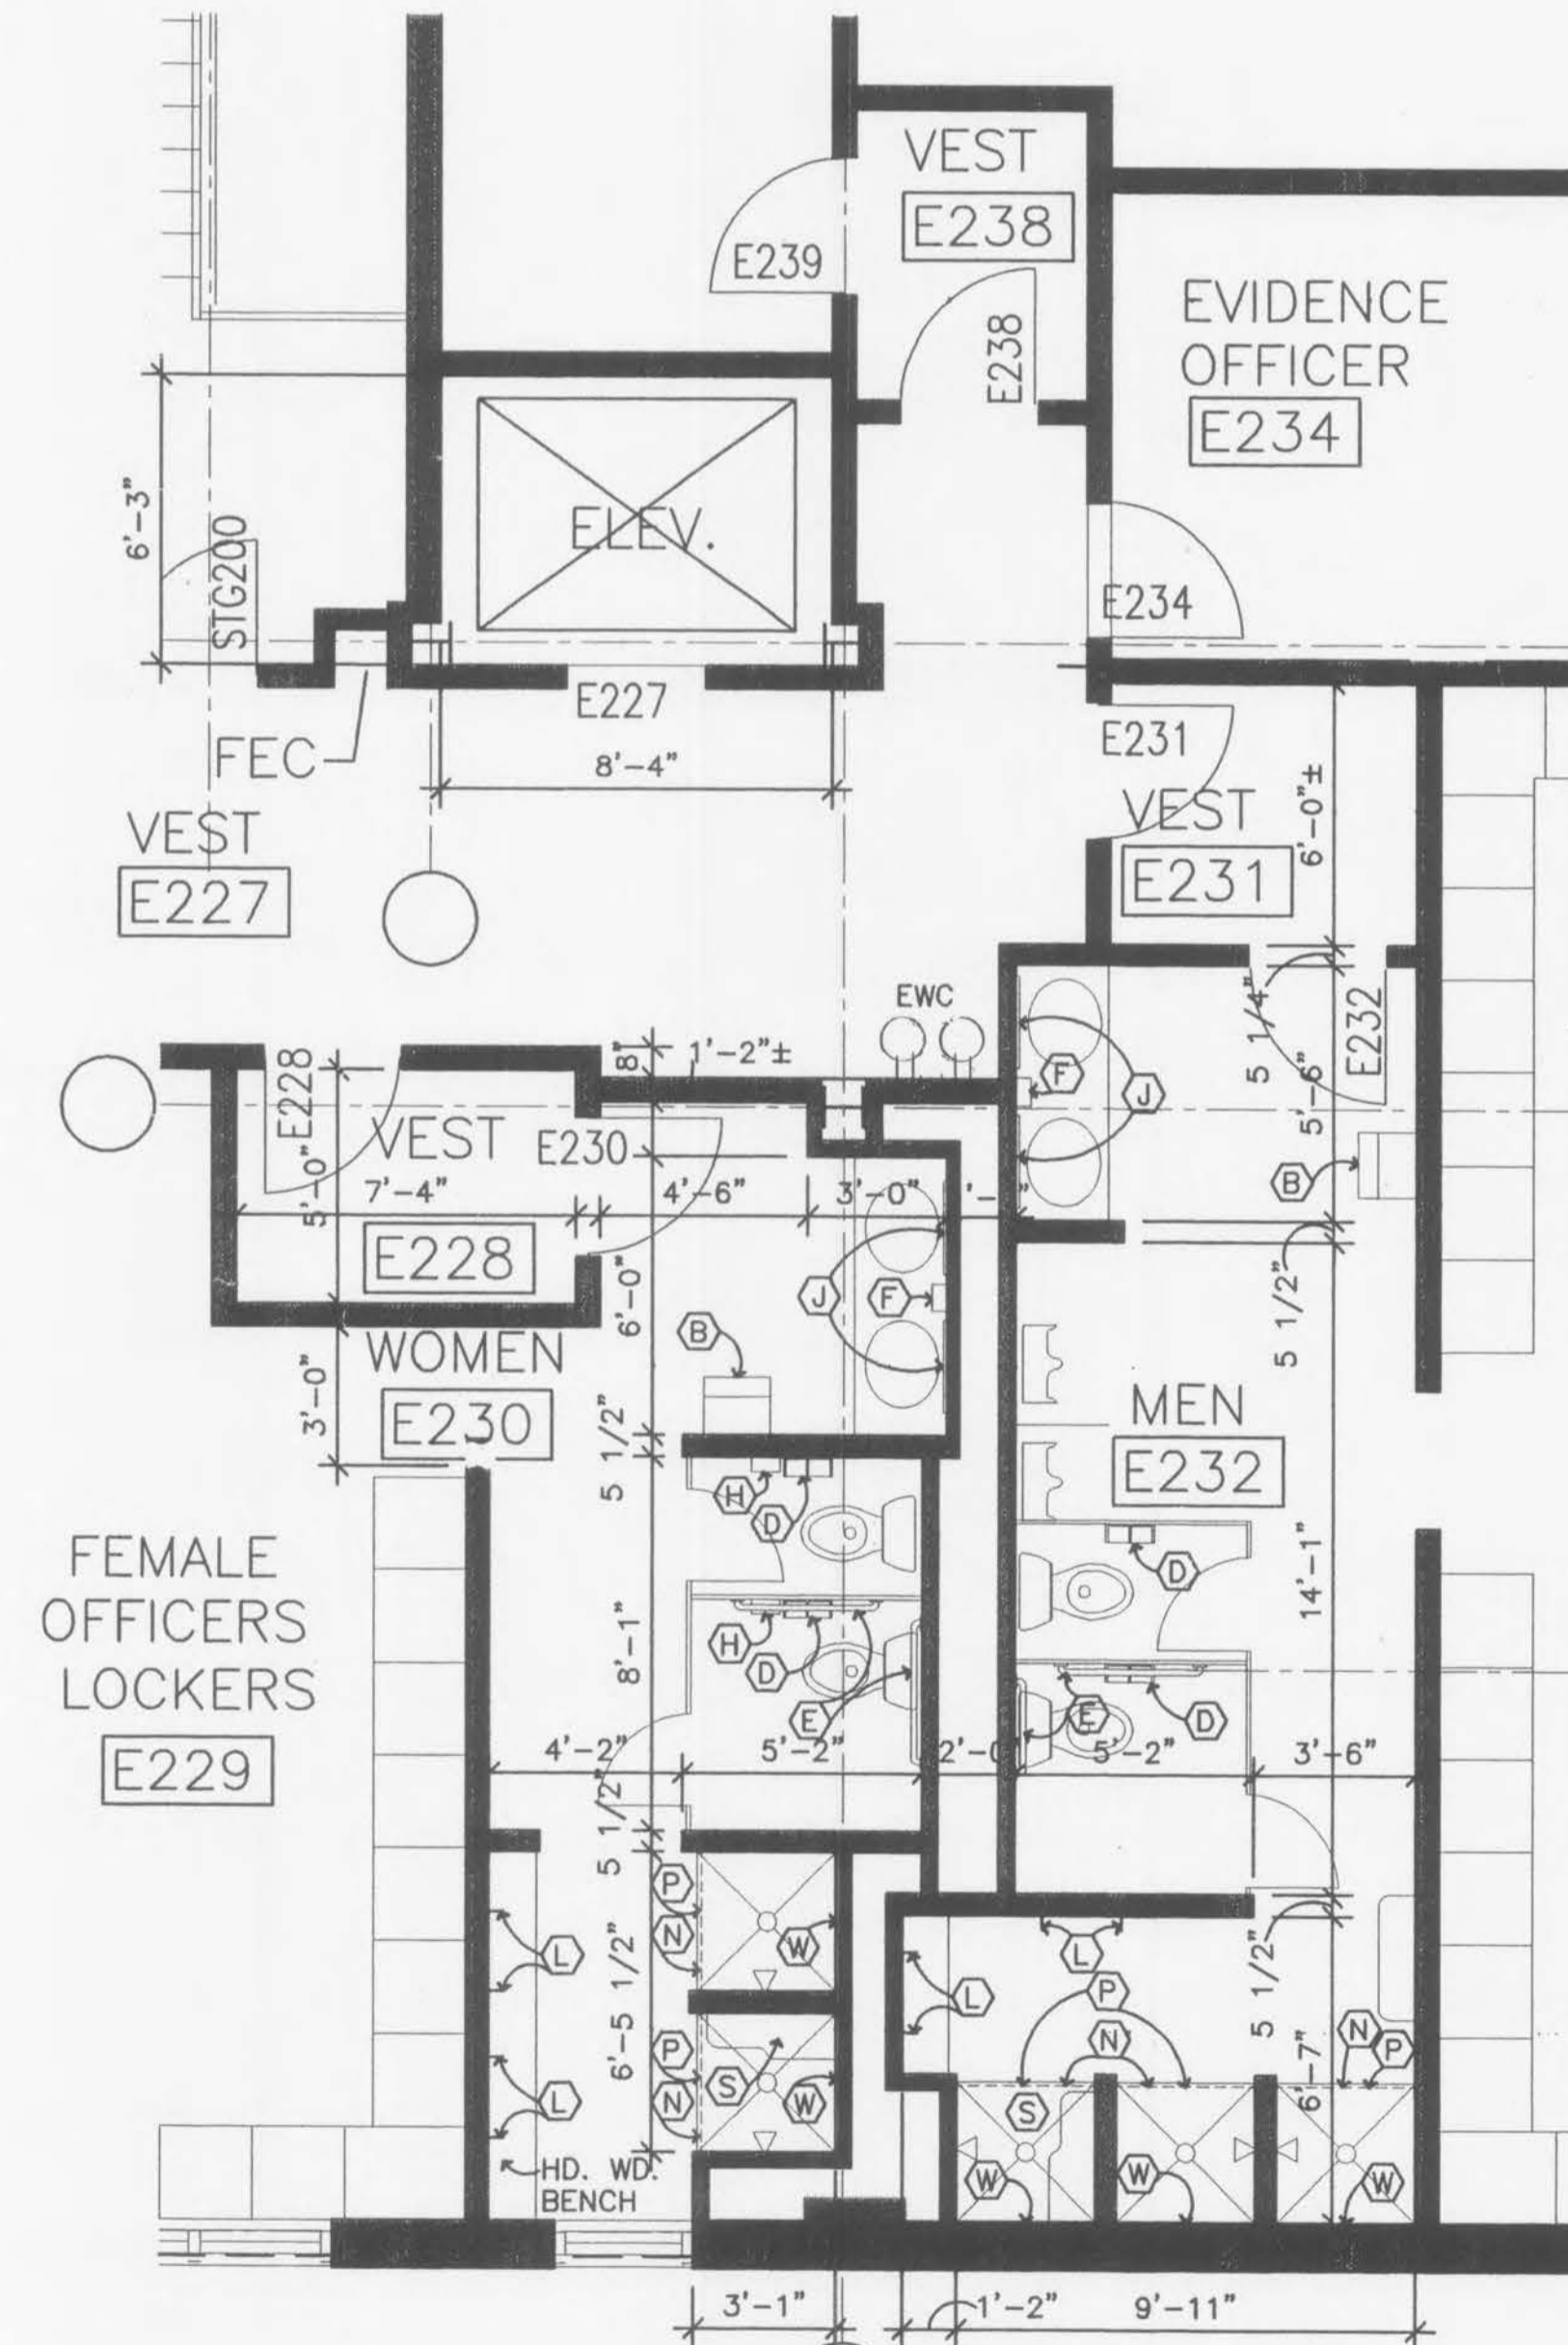 VEST
E238
E239
E238
EVIDENCE
OFFICER
E234
6'-3"
STG200
ELEV.
E234
E227
8'-4"
FEC
E231
VEST
E231
6'-0"±
VEST
E227
EWC
5 1/4"
E232
5'-6"
F
J
B
E228
8"
1'-2"±
VEST
E230
5'-0"
7'-4"
4'-6"
3'-0"
E228
6'-0"
J
F
B
5 1/2"
WOMEN
E230
3'-0"
5 1/2"
MEN
E232
H
D
D
14'-1"
FEMALE
OFFICERS
LOCKERS
E229
8'-1"
H
D
E
E
D
4'-2"
5'-2"
5'-2"
3'-6"
5 1/2"
P
N
W
L
L
L
P
N
5 1/2"
6'-5 1/2"
P
N
S
W
L
N
P
6'-7"
S
W
W
W
HD. WD.
BENCH
3'-1"
1'-2"
9'-11"